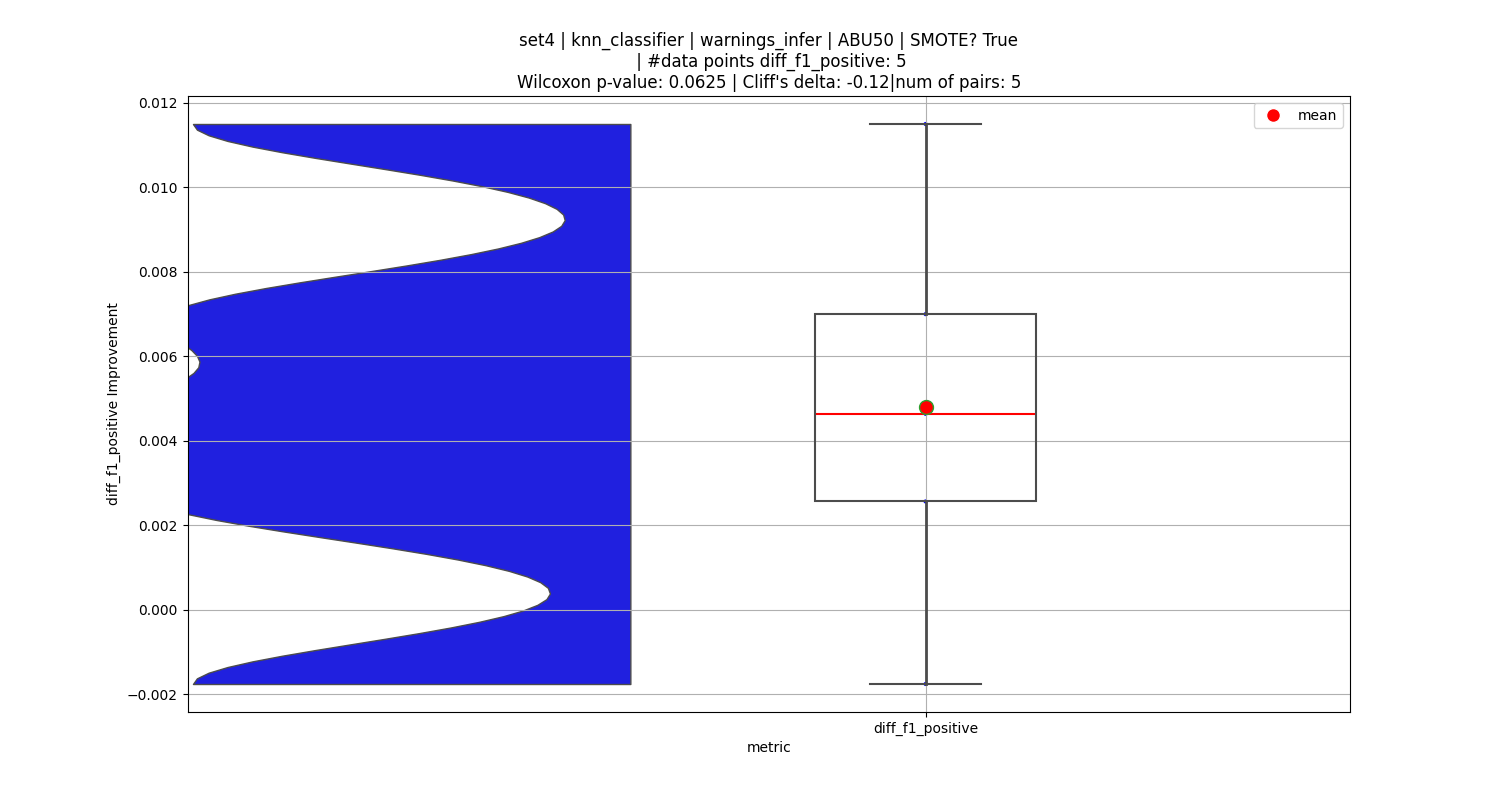 set4 | knn_classifier | warnings_infer | ABU50 | SMOTE? True
| #data points diff_f1_positive: 5
Wilcoxon p-value: 0.0625 | Cliff's delta: -0.12|num of pairs: 5
mean
0.012
0.010
0.008
0.006
0.004
0.002
0.000
−0.002
diff_f1_positive Improvement
diff_f1_positive
metric